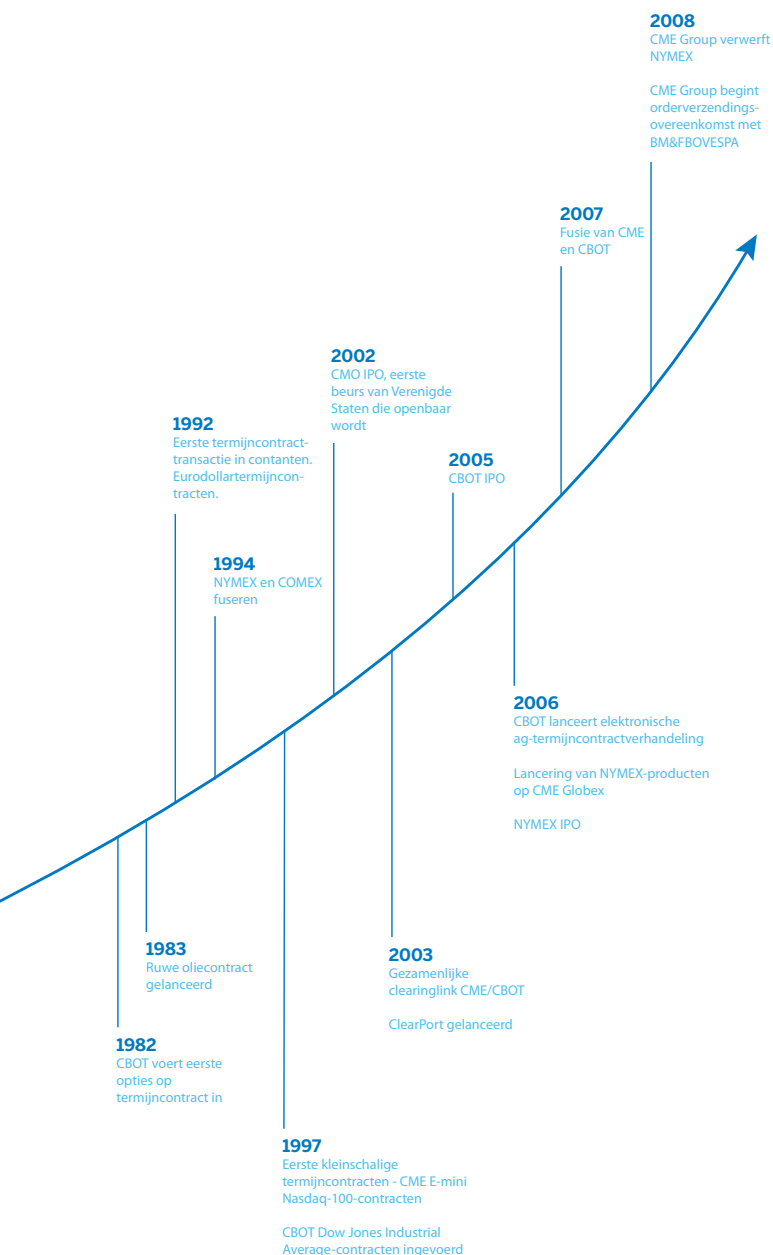 2008
CME Group verwerft
NYMEX
CME Group begint
orderverzendings-
overeenkomst met
BM&FBOVESPA
2007
Fusie van CME
en CBOT
2002
CMO IPO, eerste
beurs van Verenigde
Staten die openbaar
wordt
1992
Eerste termijncontract-
transactie in contanten.
Eurodollartermijncon-
tracten.
2005
CBOT IPO
1994
NYMEX en COMEX
fuseren
2006
CBOT lanceert elektronische
ag-termijncontractverhandeling
Lancering van NYMEX-producten
op CME Globex
NYMEX IPO
1983
Ruwe oliecontract
gelanceerd
2003
Gezamenlijke
clearinglink CME/CBOT
ClearPort gelanceerd
1982
CBOT voert eerste
opties op
termijncontract in
1997
Eerste kleinschalige
termijncontracten - CME E-mini
Nasdaq-100-contracten
CBOT Dow Jones Industrial
Average-contracten ingevoerd